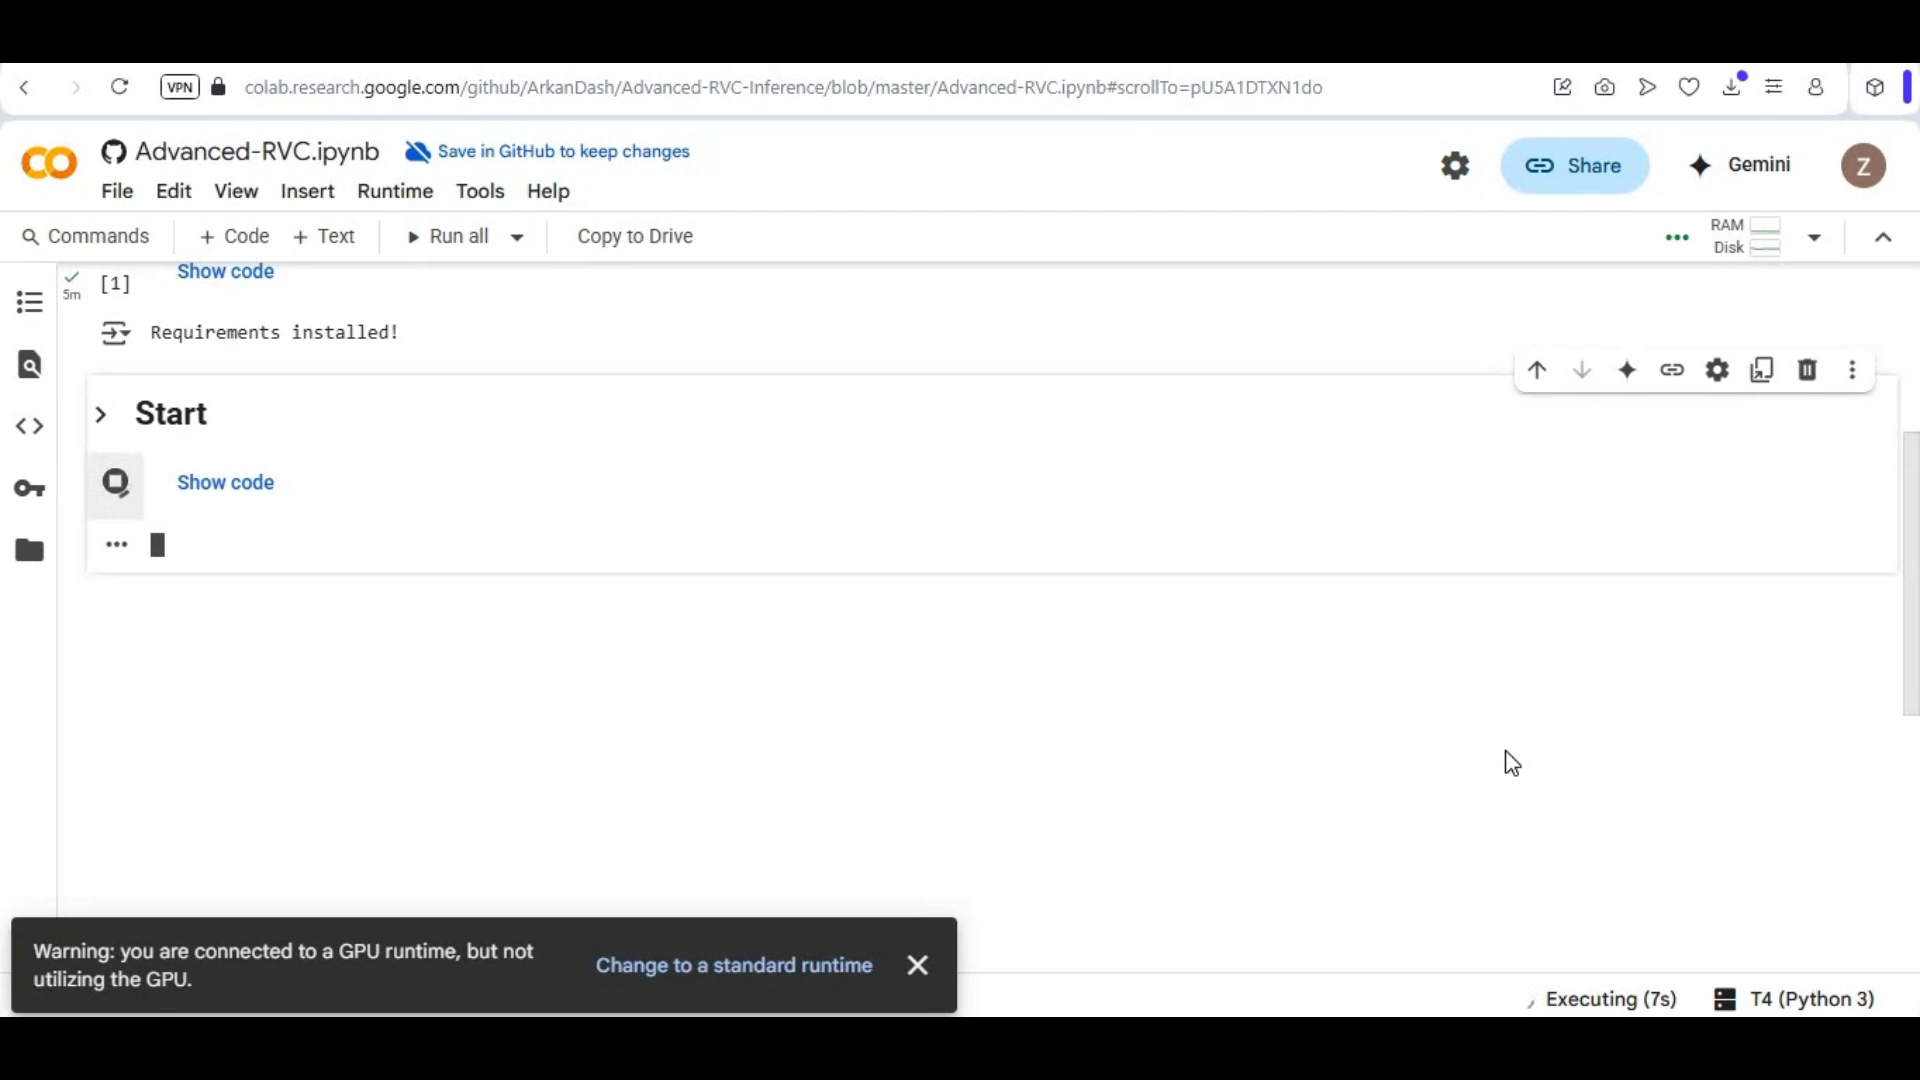 VPN
colab.research.google.com/github/ArkanDash/Advanced-RVC-Inference/blob/master/Advanced-RVC.ipynb#scrollTo=pU5A1DTXN1do
Advanced-RVC.ipynb
Save in GitHub to keep changes
Share
Gemini
Z
File Edit View Insert Runtime Tools Help
Commands
+ Code
+ Text
Run all
Copy to Drive
RAM
Disk
5m
[1]
Show code
Requirements installed!
Start
Show code
Warning: you are connected to a GPU runtime, but not
utilizing the GPU.
Change to a standard runtime
Executing (7s)
T4 (Python 3)